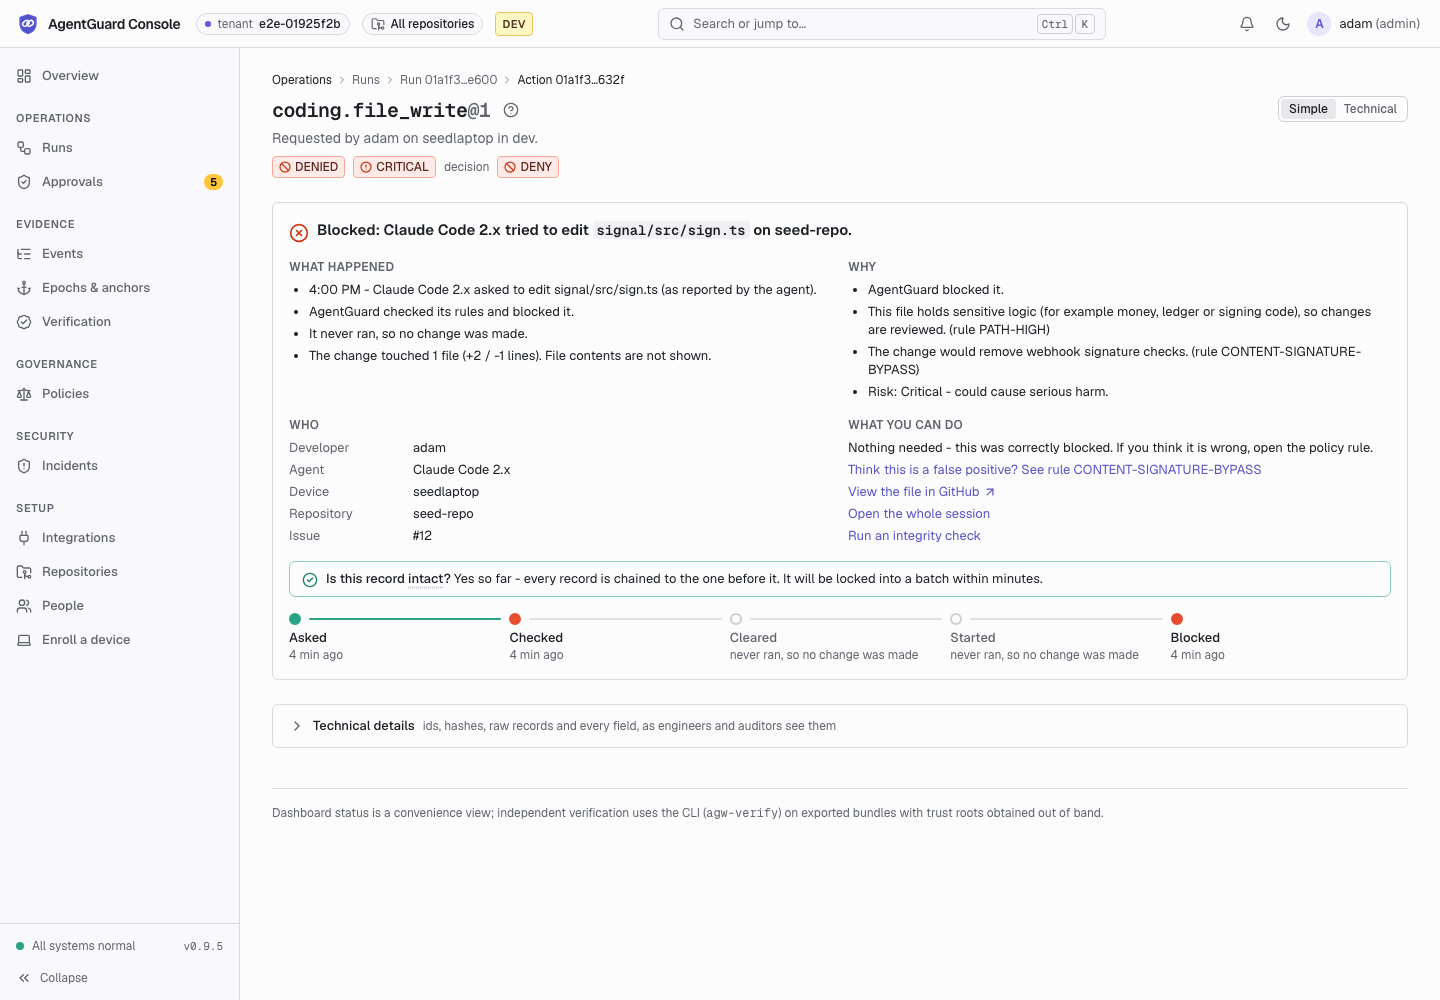 AgentGuard Console
tenant e2e-01925f2b
All repositories
DEV
Search or jump to...
Ctrl K
A
adam (admin)
Overview
OPERATIONS
Runs
Approvals 5
EVIDENCE
Events
Epochs & anchors
Verification
GOVERNANCE
Policies
SECURITY
Incidents
SETUP
Integrations
Repositories
People
Enroll a device
All systems normal v0.9.5
Collapse
Operations > Runs > Run 01a1f3…e600 > Action 01a1f3…632f
coding.file_write@1
Simple Technical
Requested by adam on seedlaptop in dev.
DENIED CRITICAL decision DENY
Blocked: Claude Code 2.x tried to edit signal/src/sign.ts on seed-repo.
WHAT HAPPENED
• 4:00 PM - Claude Code 2.x asked to edit signal/src/sign.ts (as reported by the agent).
• AgentGuard checked its rules and blocked it.
• It never ran, so no change was made.
• The change touched 1 file (+2 / -1 lines). File contents are not shown.
WHY
• AgentGuard blocked it.
• This file holds sensitive logic (for example money, ledger or signing code), so changes
are reviewed. (rule PATH-HIGH)
• The change would remove webhook signature checks. (rule CONTENT-SIGNATURE-
BYPASS)
• Risk: Critical - could cause serious harm.
WHO
Developer adam
Agent Claude Code 2.x
Device seedlaptop
Repository seed-repo
Issue #12
WHAT YOU CAN DO
Nothing needed - this was correctly blocked. If you think it is wrong, open the policy rule.
Think this is a false positive? See rule CONTENT-SIGNATURE-BYPASS
View the file in GitHub
Open the whole session
Run an integrity check
Is this record intact? Yes so far - every record is chained to the one before it. It will be locked into a batch within minutes.
Asked
4 min ago
Checked
4 min ago
Cleared
never ran, so no change was made
Started
never ran, so no change was made
Blocked
4 min ago
Technical details ids, hashes, raw records and every field, as engineers and auditors see them
Dashboard status is a convenience view; independent verification uses the CLI (agw-verify) on exported bundles with trust roots obtained out of band.